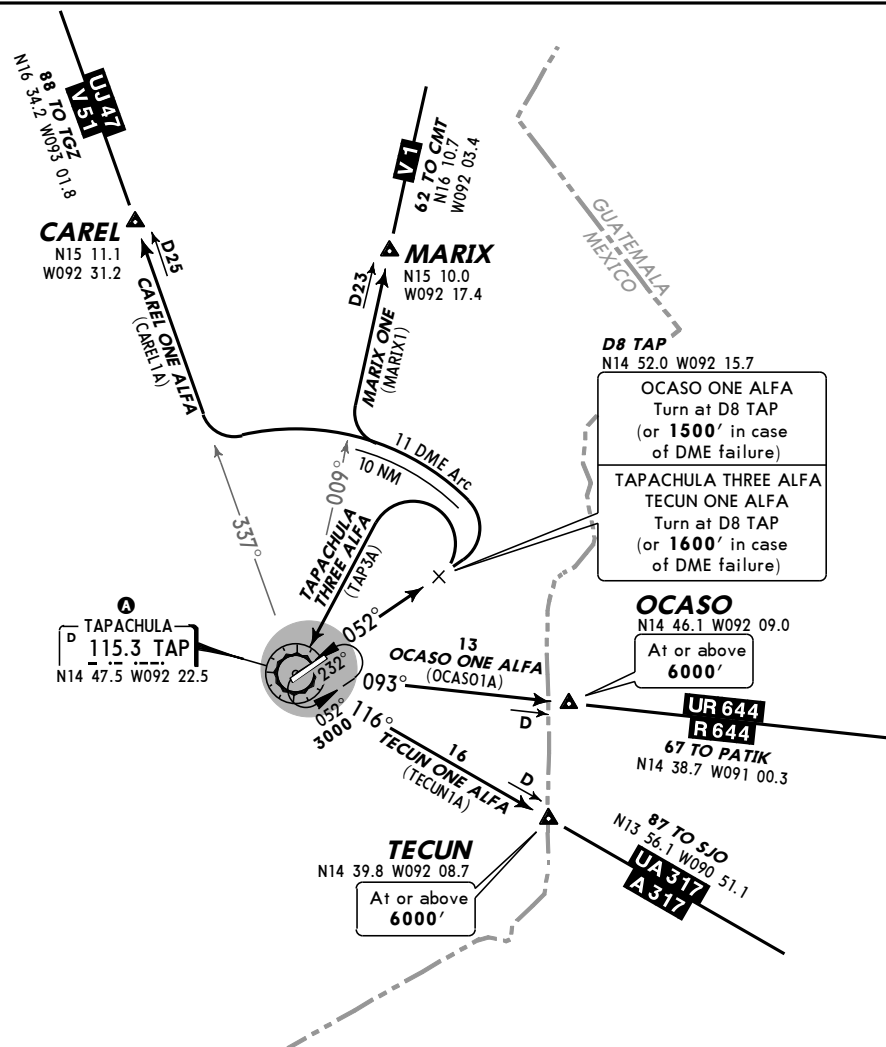 UJ 47
V 51
88 TO TGZ
N16 34.2 W093 01.8
CAREL
N15 11.1
W092 31.2
D25
CAREL ONE ALFA
(CAREL1A)
V 1
62 TO CMT
N16 10.7
W092 03.4
MARIX
N15 10.0
W092 17.4
D23
MARIX ONE
(MARIX1)
GUATEMALA
MEXICO
D8 TAP
N14 52.0 W092 15.7
OCASO ONE ALFA
Turn at D8 TAP
(or 1500' in case
of DME failure)
TAPACHULA THREE ALFA
TECUN ONE ALFA
Turn at D8 TAP
(or 1600' in case
of DME failure)
11 DME Arc
10 NM
009°
337°
TAPACHULA
THREE ALFA
(TAP3A)
052°
A
TAPACHULA
D
115.3 TAP
N14 47.5 W092 22.5
232°
052°
3000
093°
13
OCASO ONE ALFA
(OCASO1A)
D
OCASO
N14 46.1 W092 09.0
At or above
6000'
UR 644
R 644
67 TO PATIK
N14 38.7 W091 00.3
116°
16
TECUN ONE ALFA
(TECUN1A)
D
TECUN
N14 39.8 W092 08.7
At or above
6000'
87 TO SJO
N13 56.1 W090 51.1
UA 317
A 317